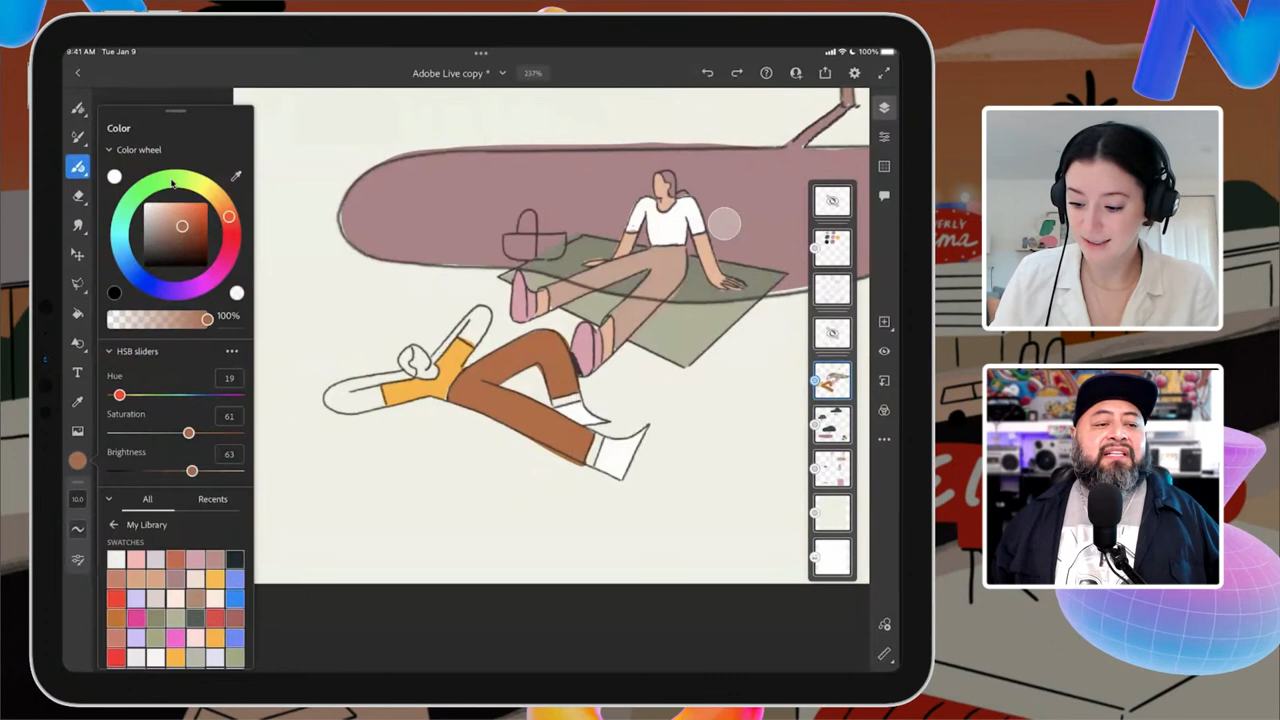 9:41 AM Tue Jan 9
100%
Adobe Live copy *
237%
Color
Color wheel
100%
HSB sliders
Hue
19
Saturation
61
Brightness
63
All
Recents
My Library
SWATCHES
10.0
T